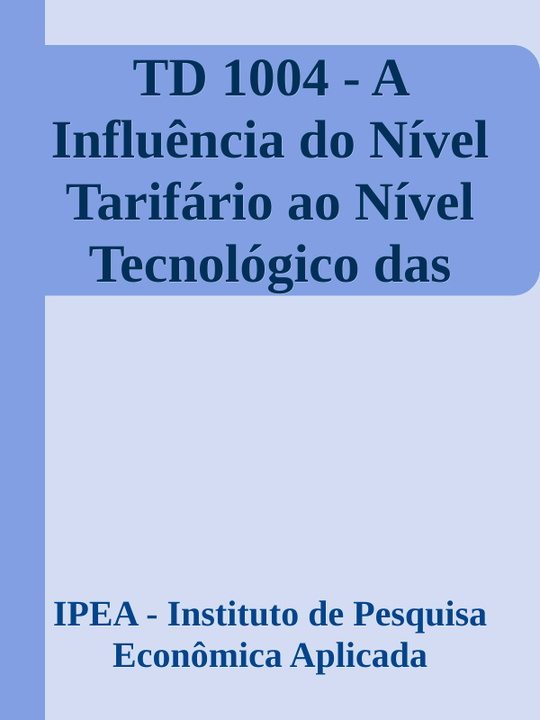 TD 1004 - A
Influência do Nível
Tarifário ao Nível
Tecnológico das
IPEA - Instituto de Pesquisa
Econômica Aplicada